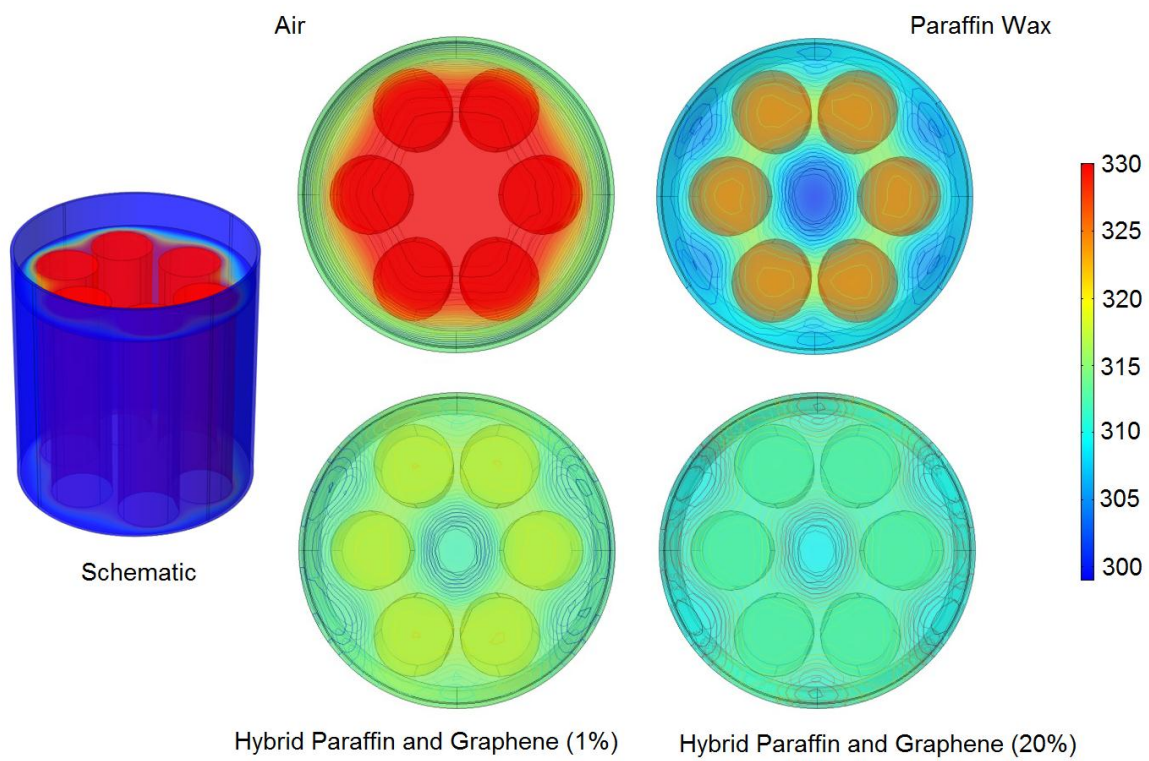 Air
Paraffin Wax
330
325
320
315
310
305
300
Schematic
Hybrid Paraffin and Graphene (1%)
Hybrid Paraffin and Graphene (20%)